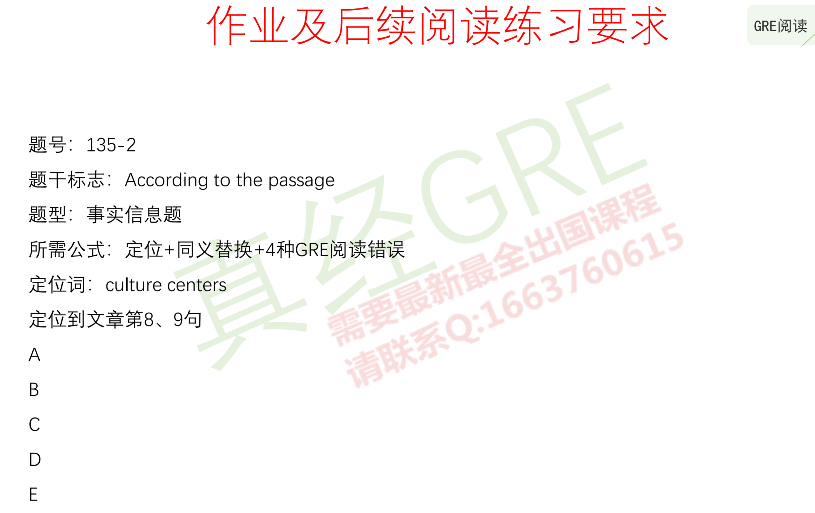 作业及后续阅读练习要求
GRE阅读
题号：135-2
题干标志：According to the passage
题型：事实信息题
所需公式：定位+同义替换+4种GRE阅读错误
定位词：culture centers
定位到文章第8、9句
A
B
C
D
E
真经GRE
需要最新最全出国课程
请联系Q:1663760615